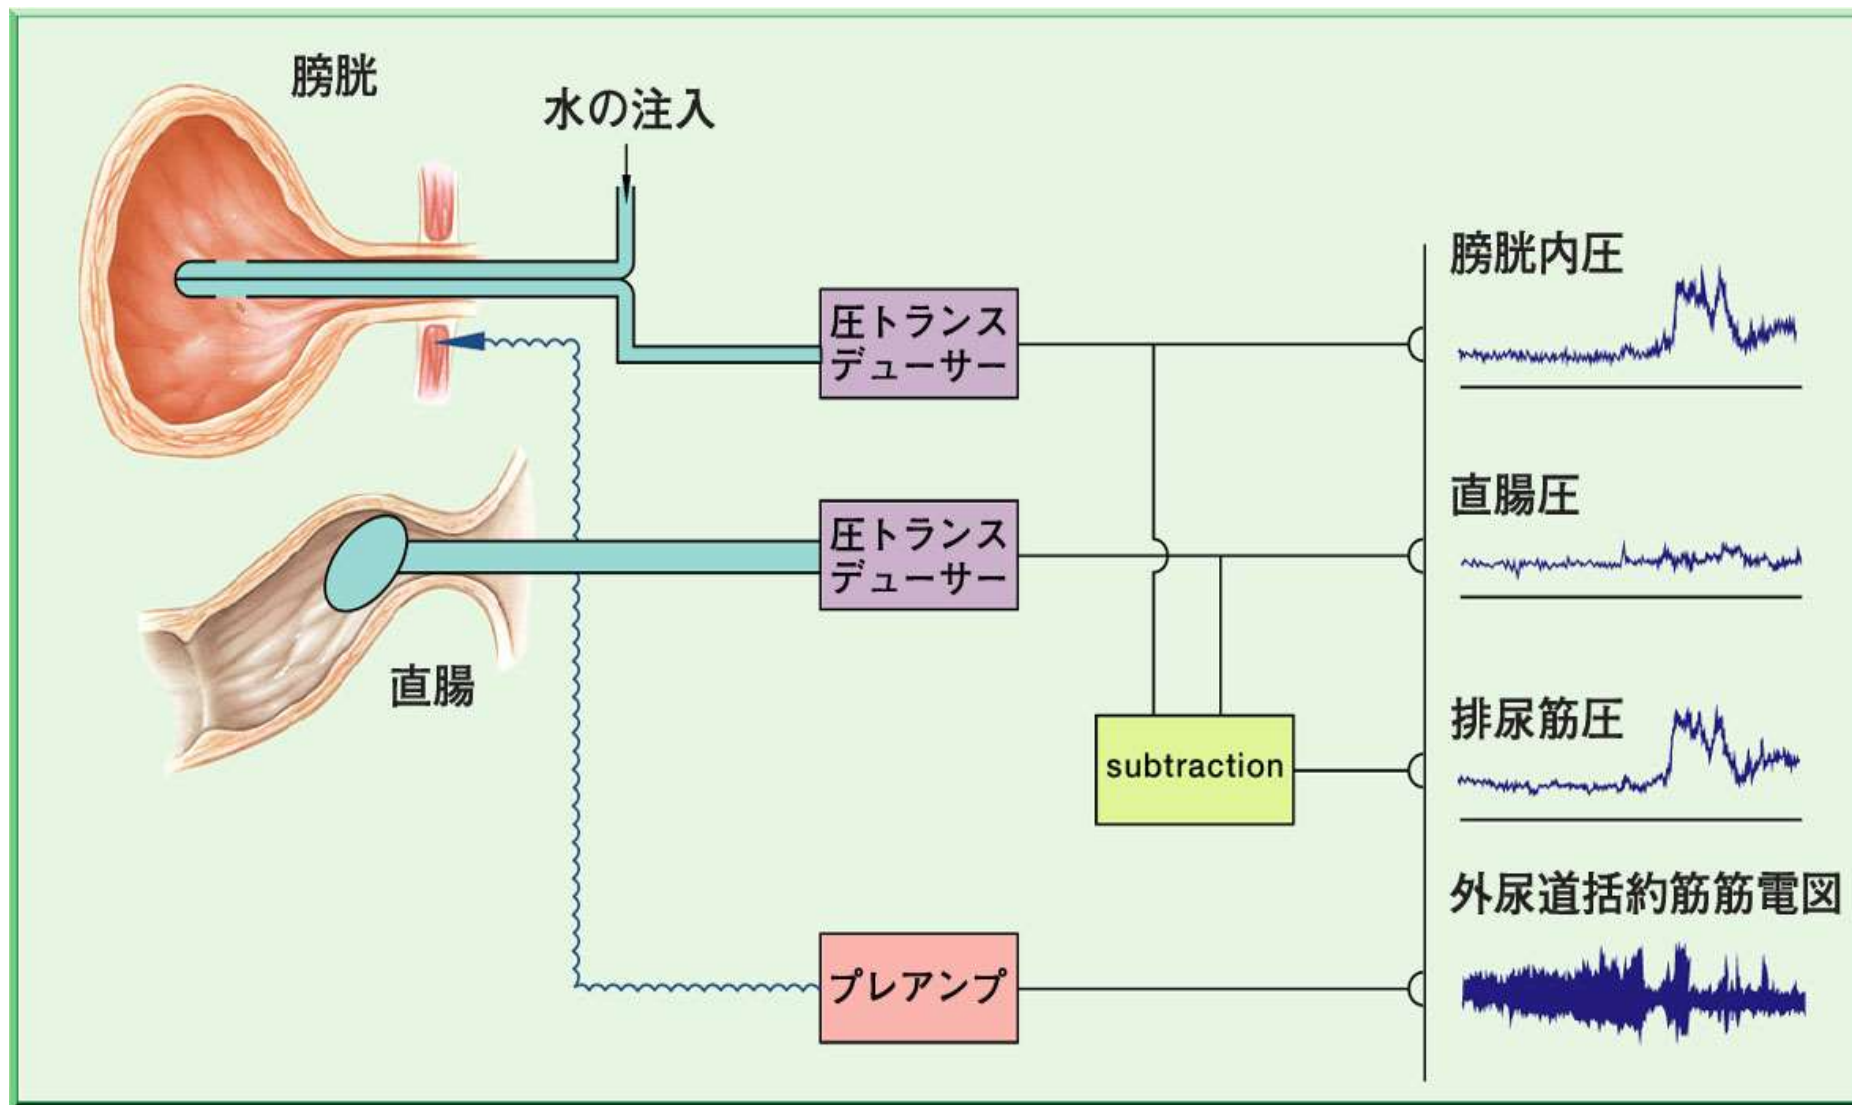 膀胱
水の注入
圧トランス
デューサー
膀胱内圧
直腸
圧トランス
デューサー
直腸圧
subtraction
排尿筋圧
プレアンプ
外尿道括約筋筋電図